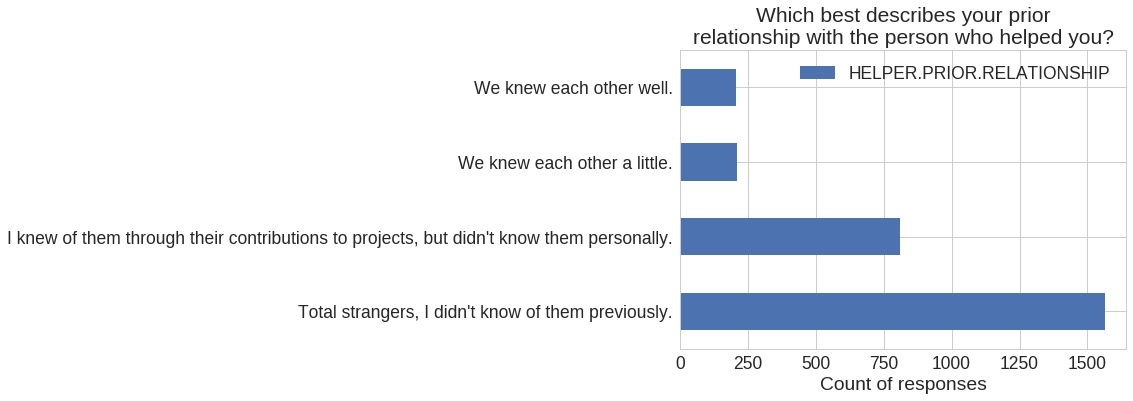 Which best describes your prior
relationship with the person who helped you?
HELPER.PRIOR.RELATIONSHIP
We knew each other well.
We knew each other a little.
I knew of them through their contributions to projects, but didn't know them personally.
Total strangers, I didn't know of them previously.
0 250 500 750 1000 1250 1500
Count of responses